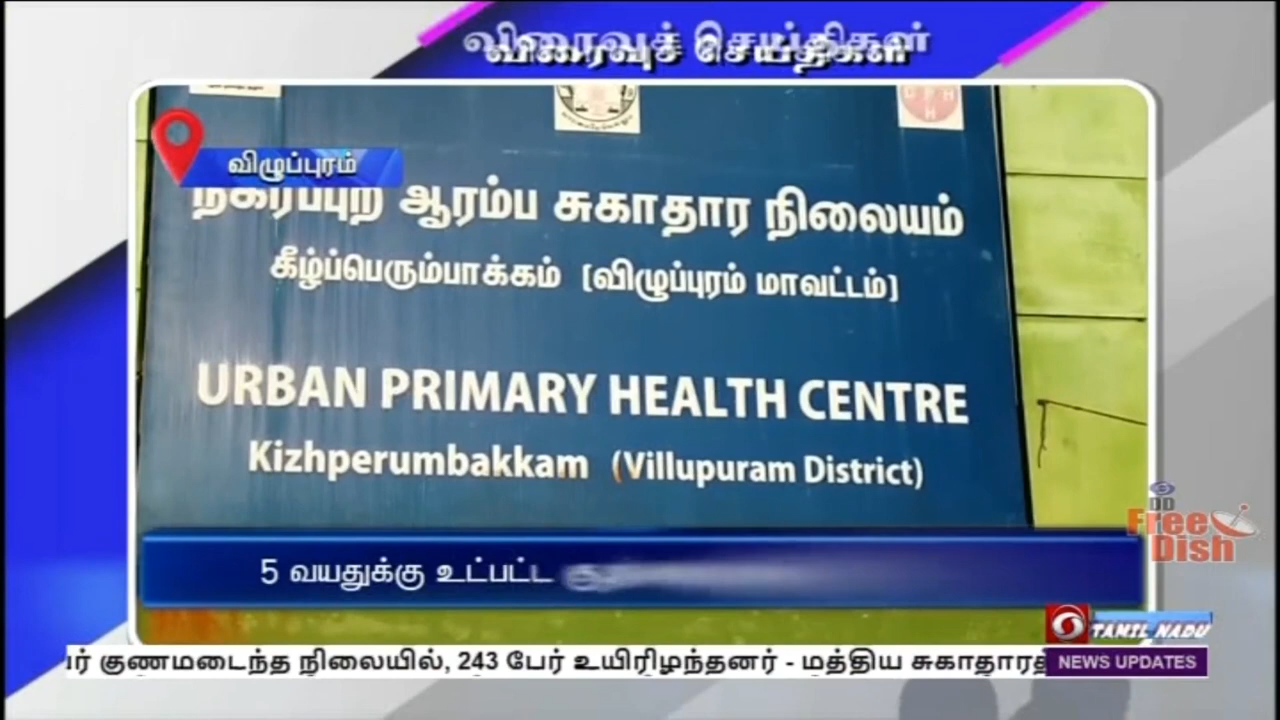 விரைவுச் செய்திகள்
விழுப்புரம்
நகர்ப்புற ஆரம்ப சுகாதார நிலையம்
கீழ்ப்பெரும்பாக்கம் (விழுப்புரம் மாவட்டம்)
URBAN PRIMARY HEALTH CENTRE
Kizhperumbakkam (Villupuram District)
DD
Free
Dish
5 வயதுக்கு உட்பட்ட
TAMIL NADU
குணமடைந்த நிலையில், 243 பேர் உயிரிழந்தனர் - மத்திய
NEWS UPDATES